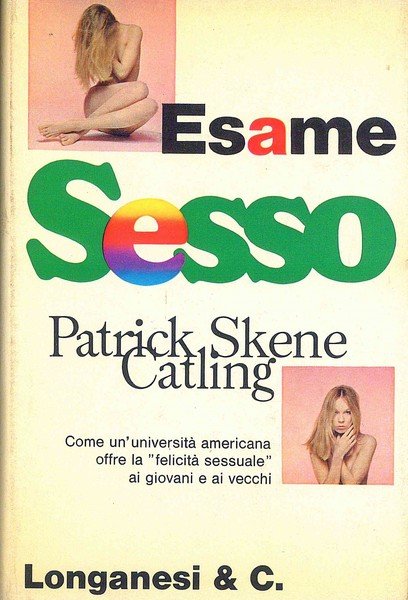 Esame
Sesso
Patrick Skene
Catling
Come un'università americana
offre la "felicità sessuale"
ai giovani e ai vecchi
Longanesi & C.